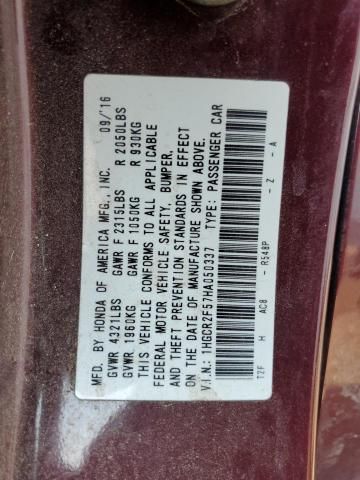 MFD. BY HONDA OF AMERICA MFG., INC. 09/'16
GVWR 4321LBS GAWR F 2315LBS R 2050LBS
GVWR 1960KG GAWR F 1050KG R 930KG
THIS VEHICLE CONFORMS TO ALL APPLICABLE
FEDERAL MOTOR VEHICLE SAFETY, BUMPER,
AND THEFT PREVENTION STANDARDS IN EFFECT
ON THE DATE OF MANUFACTURE SHOWN ABOVE.
V.I.N.: 1HGCR2F57HA050337 TYPE: PASSENGER CAR
T2F H AC8 - R548P - Z - A